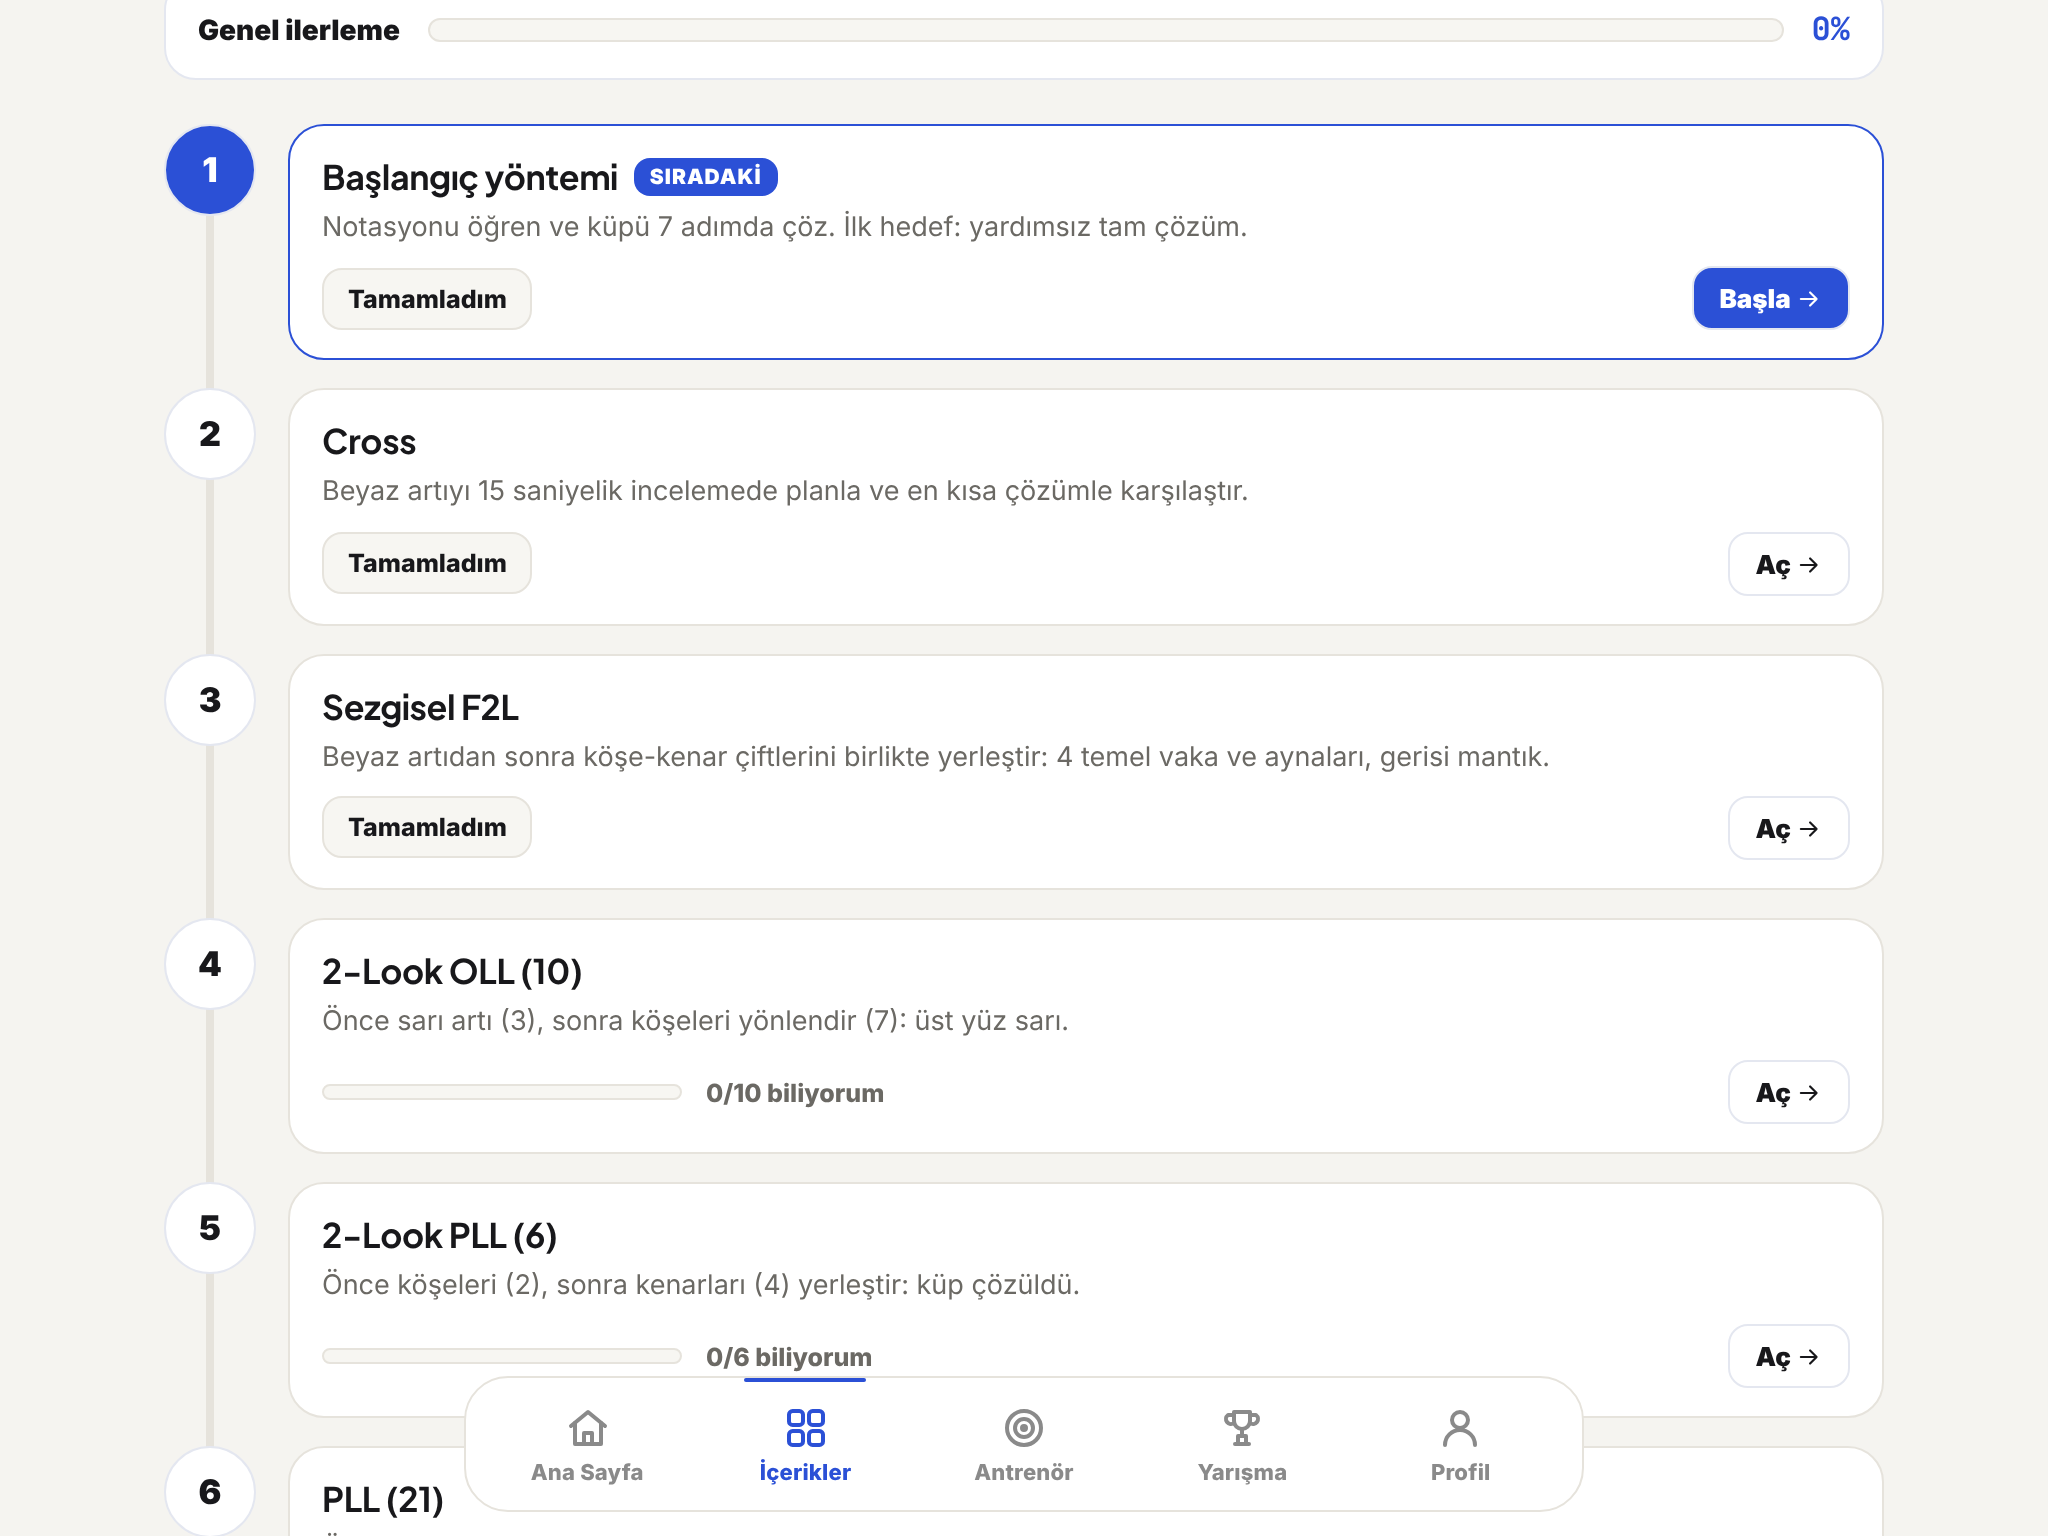 Genel ilerleme 0%
1
Başlangıç yöntemi SIRADAKİ
Notasyonu öğren ve küpü 7 adımda çöz. İlk hedef: yardımsız tam çözüm.
Tamamladım Başla →
2
Cross
Beyaz artıyı 15 saniyelik incelemede planla ve en kısa çözümle karşılaştır.
Tamamladım Aç →
3
Sezgisel F2L
Beyaz artıdan sonra köşe-kenar çiftlerini birlikte yerleştir: 4 temel vaka ve aynaları, gerisi mantık.
Tamamladım Aç →
4
2-Look OLL (10)
Önce sarı artı (3), sonra köşeleri yönlendir (7): üst yüz sarı.
0/10 biliyorum Aç →
5
2-Look PLL (6)
Önce köşeleri (2), sonra kenarları (4) yerleştir: küp çözüldü.
0/6 biliyorum Aç →
6
PLL (21)
Ana Sayfa İçerikler Antrenör Yarışma Profil